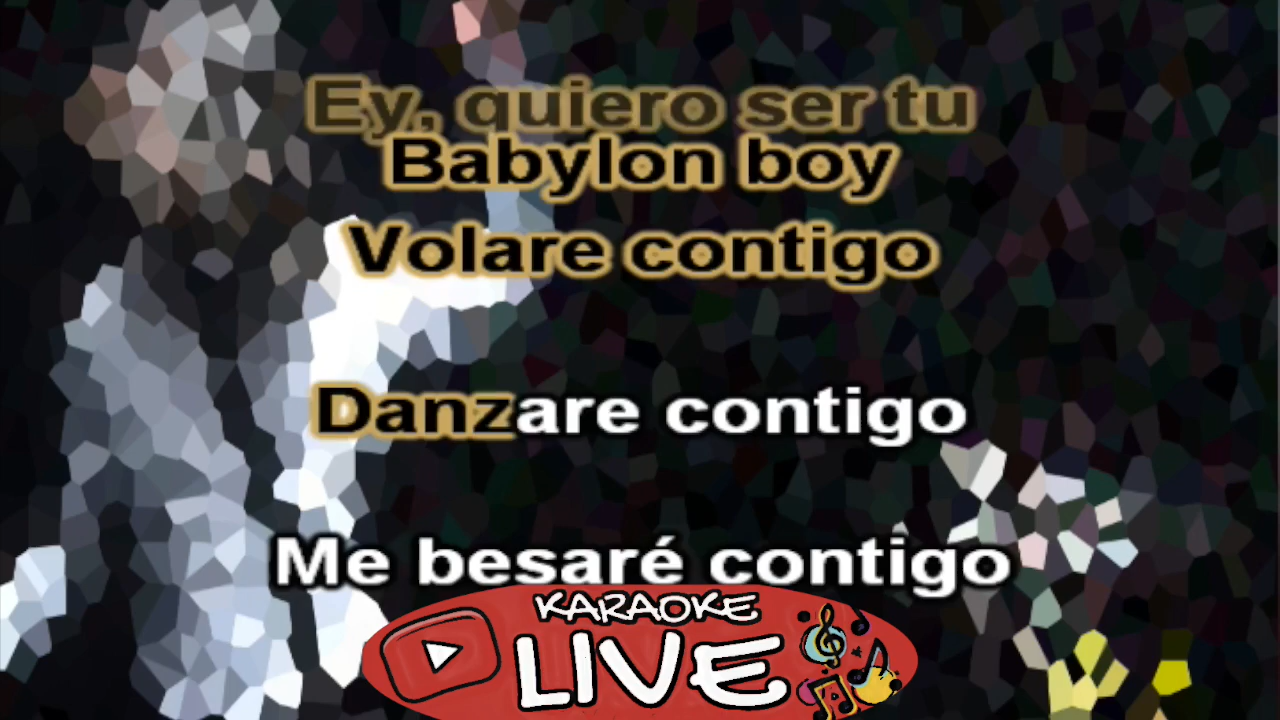 Ey, quiero ser tu
Babylon boy
Volare contigo
Danzare contigo
Me besaré contigo
KARAOKE
LIVE